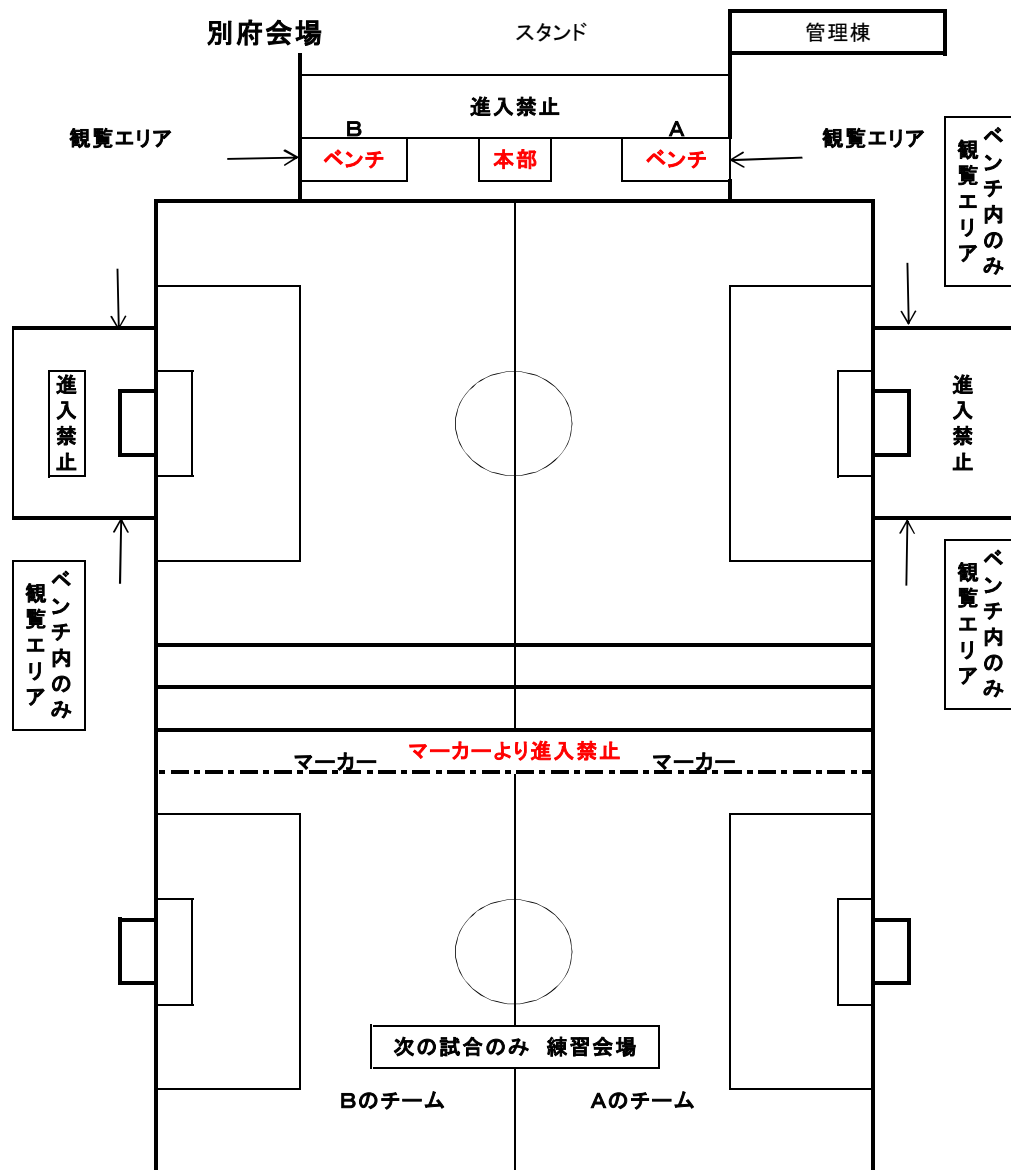 別府会場
スタンド
管理棟
進入禁止
観覧エリア
B
A
観覧エリア
ベンチ
本部
ベンチ
ベンチ内のみ
観覧エリア
進入禁止
進入禁止
ベンチ内のみ
観覧エリア
ベンチ内のみ
観覧エリア
マーカーより進入禁止
マーカー
マーカー
次の試合のみ 練習会場
Bのチーム
Aのチーム